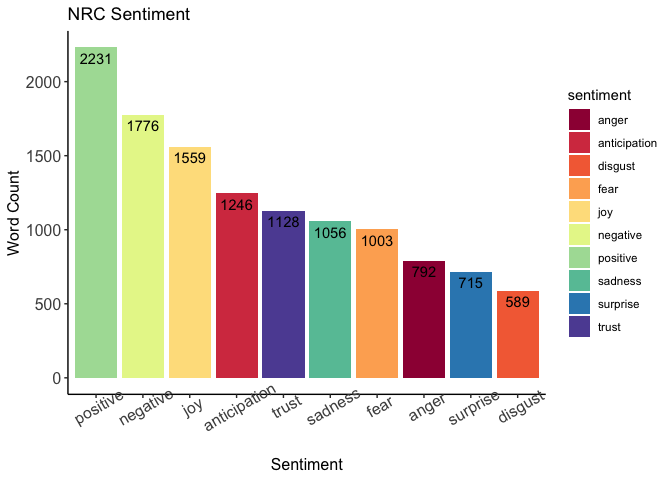 NRC Sentiment
Word Count
2000
1500
1000
500
0
2231
1776
1559
1246
1128
1056
1003
792
715
589
positive
negative
joy
anticipation
trust
sadness
fear
anger
surprise
disgust
Sentiment
sentiment
anger
anticipation
disgust
fear
joy
negative
positive
sadness
surprise
trust